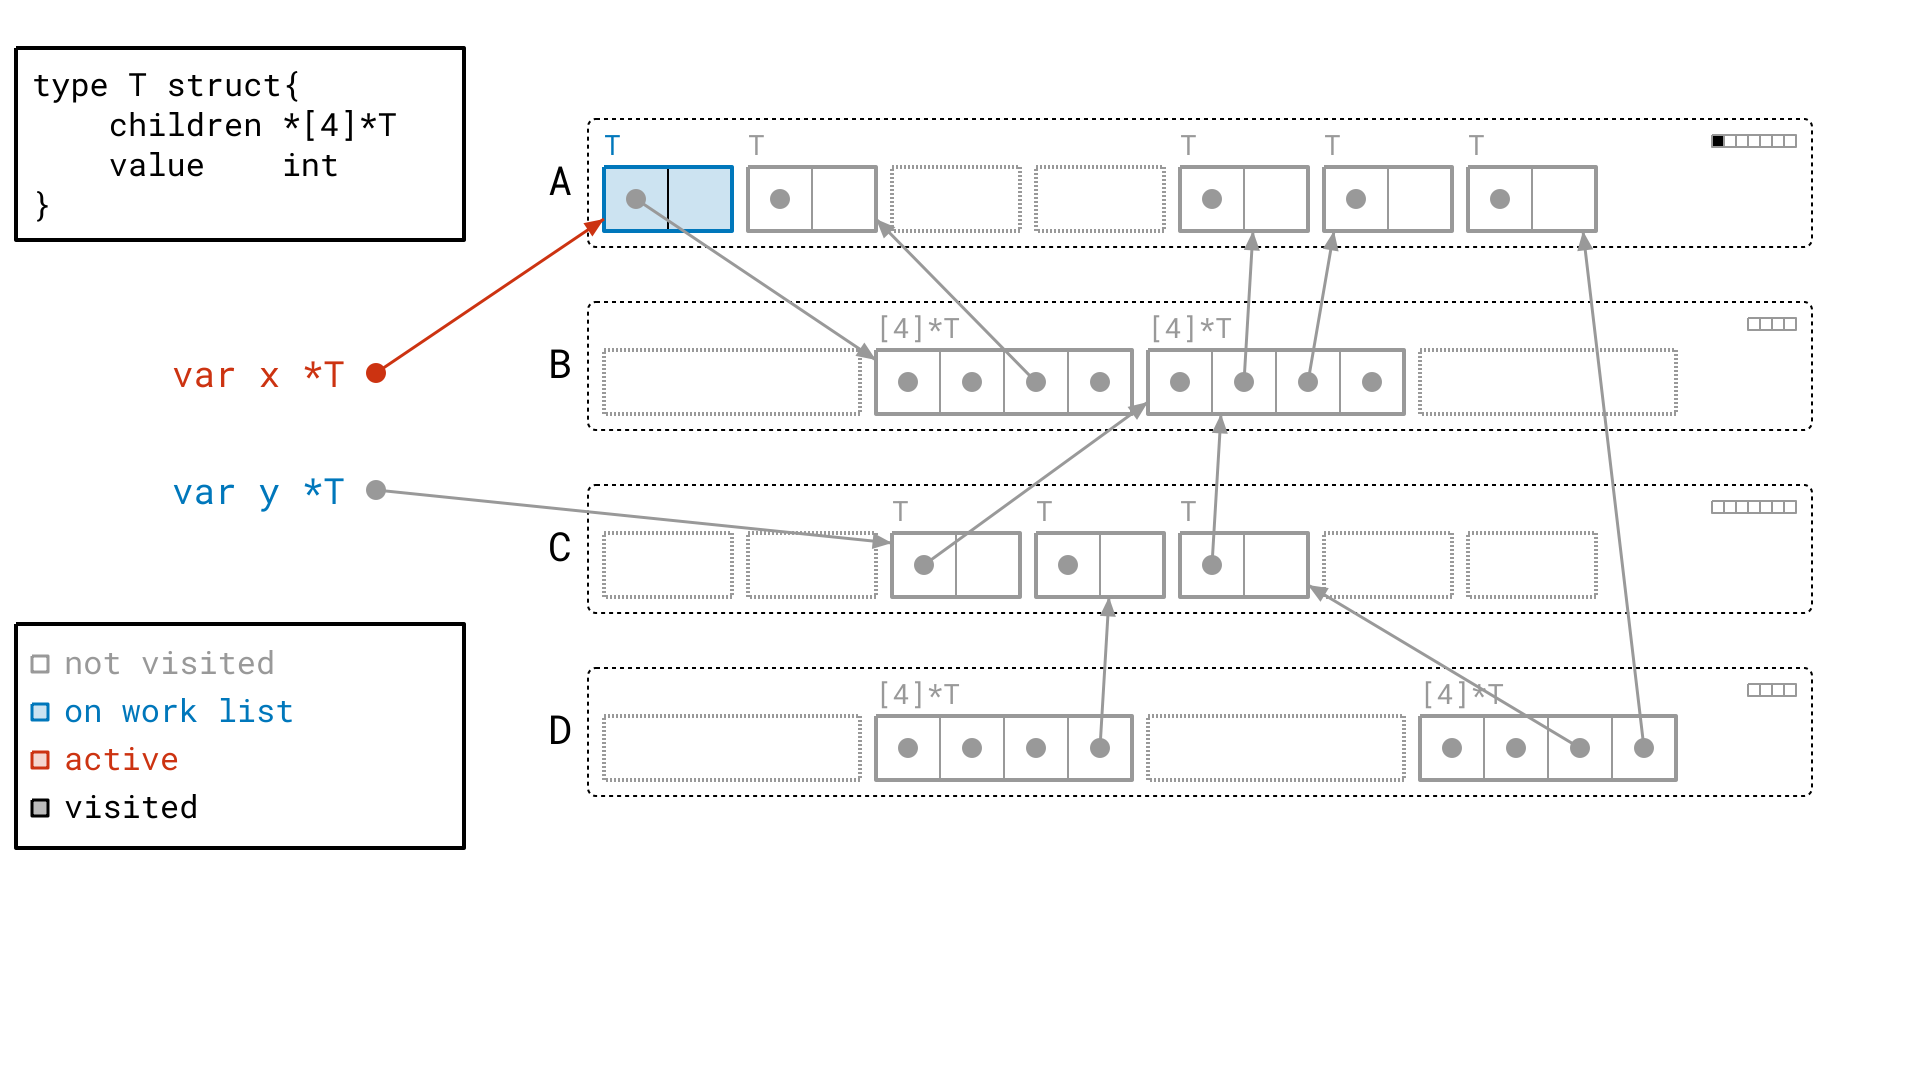 type T struct{
    children *[4]*T
    value    int
}
A
T T T T T
var x *T
B
[4]*T [4]*T
var y *T
C
T T T
not visited
on work list
active
visited
D
[4]*T [4]*T